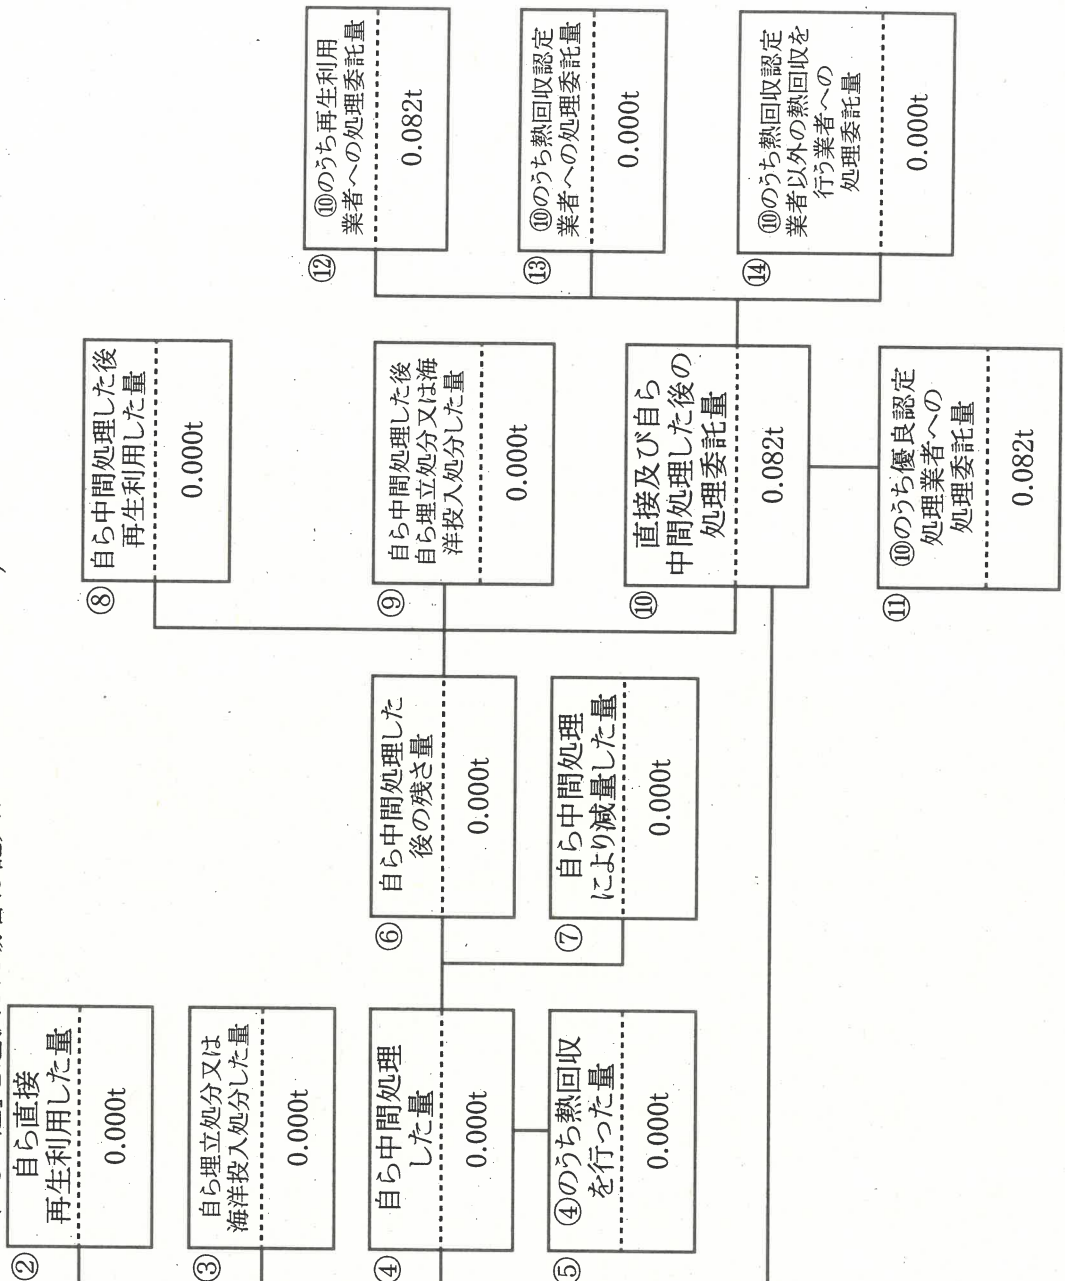 ②
自ら直接
再生利用した量
0.000t
③
自ら埋立処分又は
海洋投入処分した量
0.000t
④
自ら中間処理
した量
0.000t
⑤
④のうち熱回収
を行った量
0.000t
⑥
自ら中間処理した
後の残さ量
0.000t
⑦
自ら中間処理
により減量した量
0.000t
⑧
自ら中間処理した後
再生利用した量
0.000t
⑨
自ら中間処理した後
自ら埋立処分又は海
洋投入処分した量
0.000t
⑩
直接及び自ら
中間処理した後の
処理委託量
0.082t
⑪
⑩のうち優良認定
処理業者への
処理委託量
0.082t
⑫
⑩のうち再生利用
業者への処理委託量
0.082t
⑬
⑩のうち熱回収認定
業者への処理委託量
0.000t
⑭
⑩のうち熱回収認定
業者以外の熱回収を
行う業者への
処理委託量
0.000t